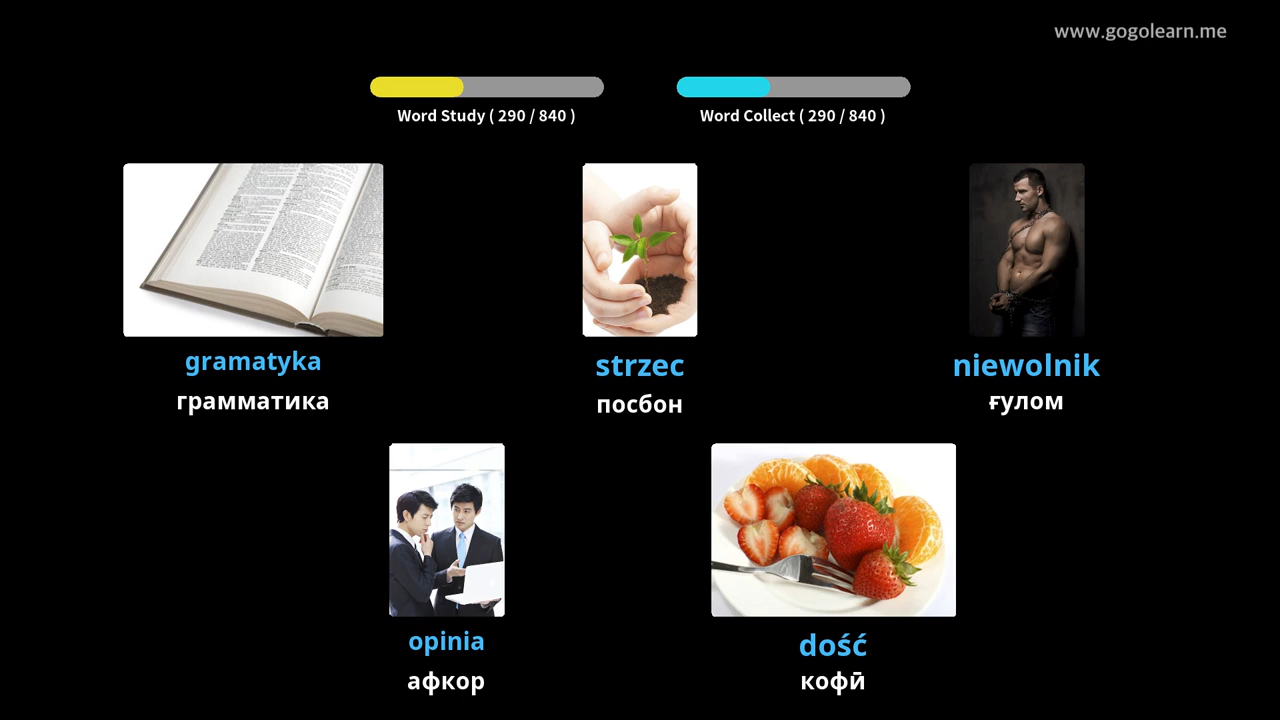 www.gogolearn.me
Word Study ( 290 / 840 )
Word Collect ( 290 / 840 )
gramatyka
грамматика
strzec
посбон
niewolnik
ғулом
opinia
афкор
dość
кофӣ